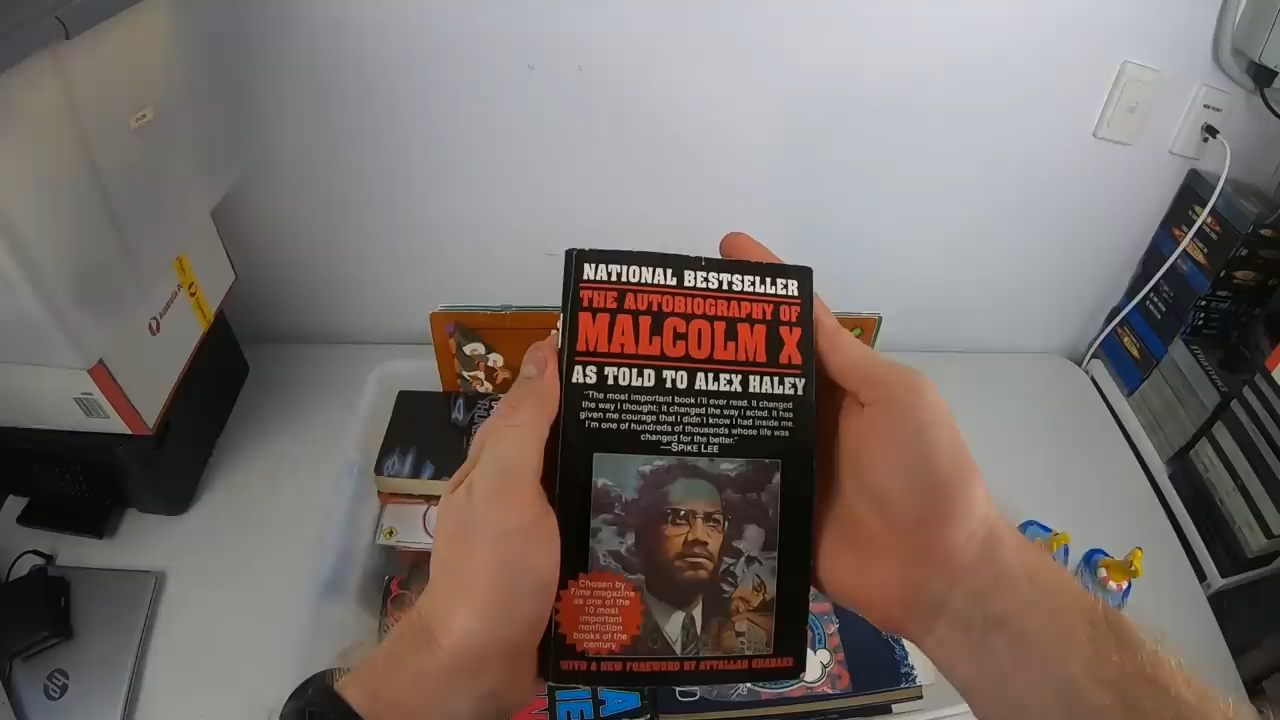 NATIONAL BESTSELLER
THE AUTOBIOGRAPHY OF
MALCOLM X
AS TOLD TO ALEX HALEY
"The most important book I'll ever read. It changed
the way I thought; it changed the way I acted. It has
given me courage that I didn't know I had inside me.
I'm one of hundreds of thousands whose life was
changed for the better."
—SPIKE LEE
Chosen by
Time magazine
as one of the
10 most
important
nonfiction
books of the
century
WITH A NEW FOREWORD BY ATTALLAH SHABAZZ
hp